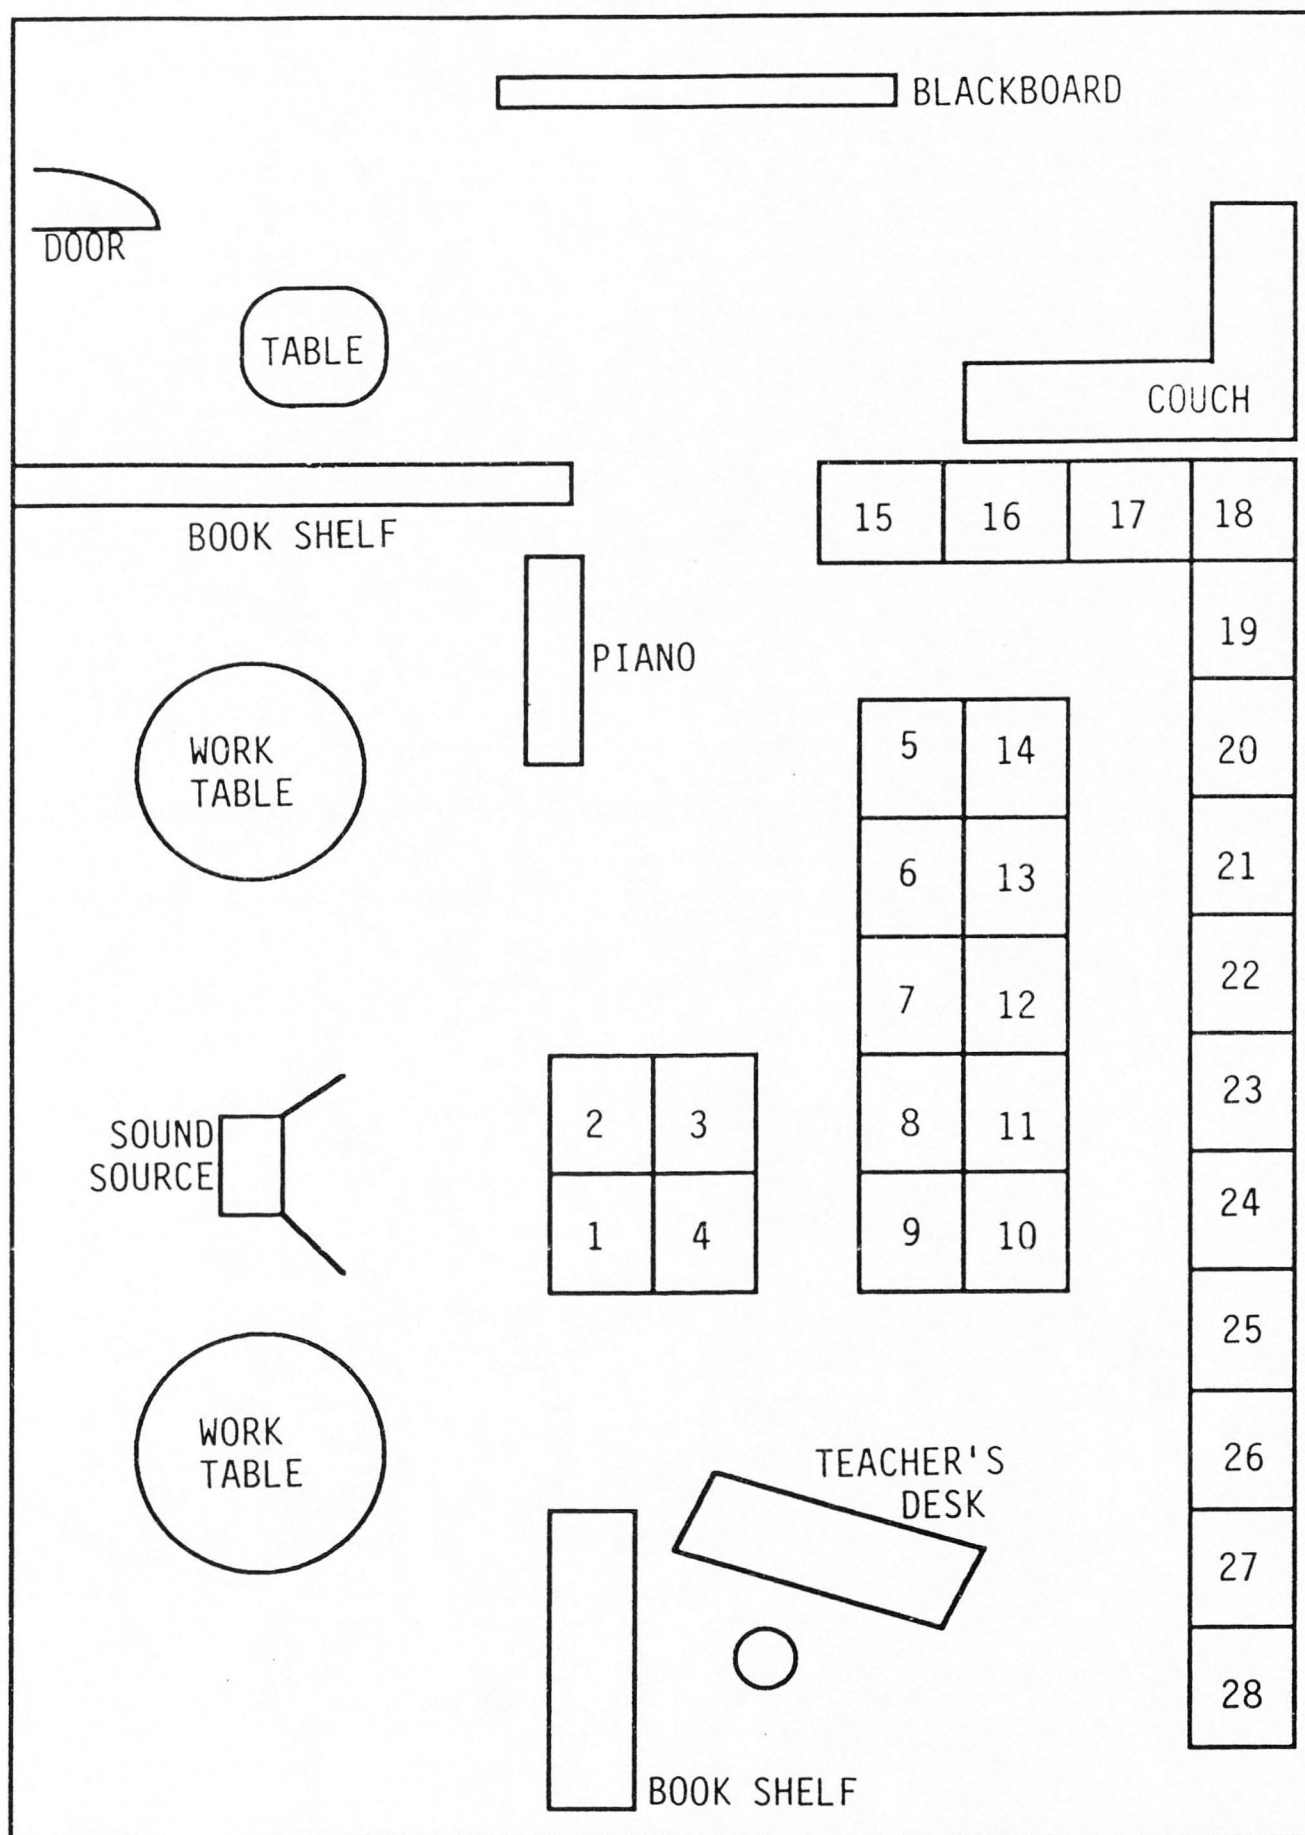 BLACKBOARD
DOOR
TABLE
COUCH
BOOK SHELF
15 16 17 18
19
PIANO
WORK
TABLE
5 14 20
6 13 21
7 12 22
2 3 8 11 23
SOUND
SOURCE
1 4 9 10 24
25
WORK
TABLE
TEACHER'S
DESK
26
27
28
BOOK SHELF